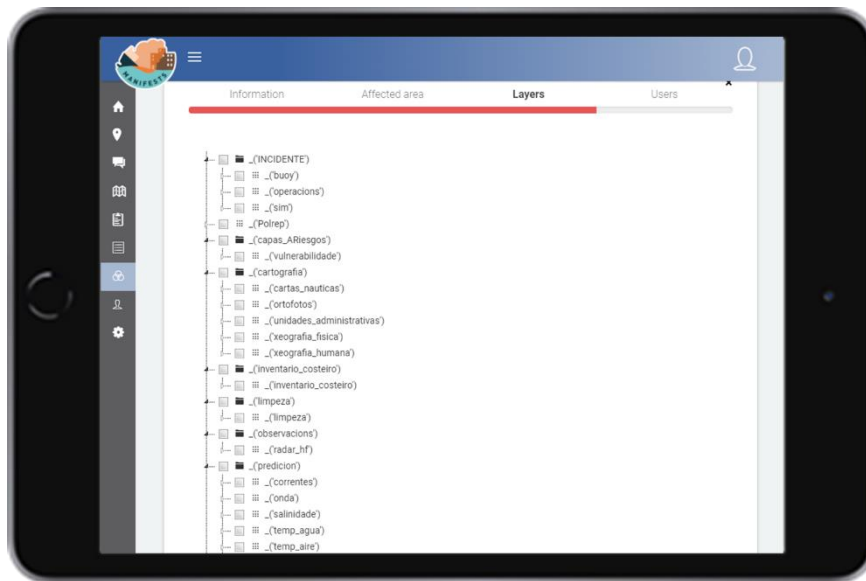 MANIFESTS
Information Affected area Layers Users
_('INCIDENTE')
_('buoy')
_('operacions')
_('sim')
_('Polrep')
_('capas_ARiesgos')
_('vulnerabilidade')
_('cartografia')
_('cartas_nauticas')
_('ortofotos')
_('unidades_administrativas')
_('xeografia_fisica')
_('xeografia_humana')
_('inventario_costeiro')
_('inventario_costeiro')
_('limpeza')
_('limpeza')
_('observacions')
_('radar_hf')
_('predicion')
_('correntes')
_('onda')
_('salinidade')
_('temp_agua')
_('temp_aire')